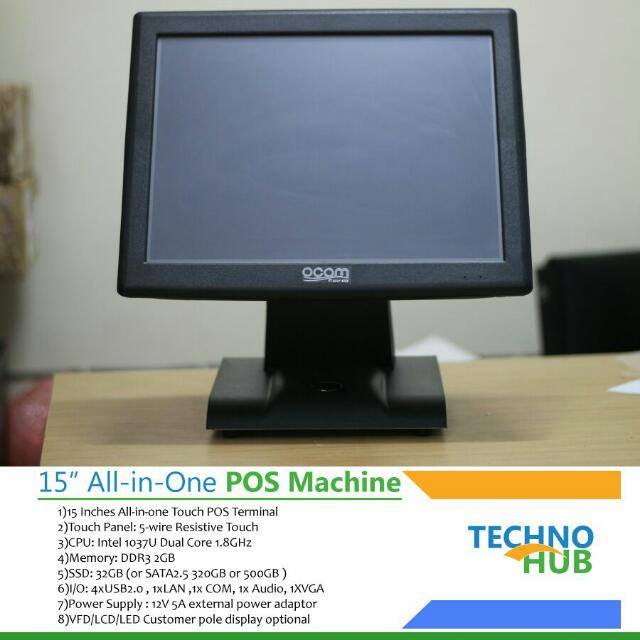 ocom
15" All-in-One POS Machine
1)15 Inches All-in-one Touch POS Terminal
2)Touch Panel: 5-wire Resistive Touch
3)CPU: Intel 1037U Dual Core 1.8GHz
4)Memory: DDR3 2GB
5)SSD: 32GB (or SATA2.5 320GB or 500GB )
6)I/O: 4xUSB2.0 , 1xLAN ,1x COM, 1x Audio, 1XVGA
7)Power Supply : 12V 5A external power adaptor
8)VFD/LCD/LED Customer pole display optional
TECHNO
HUB